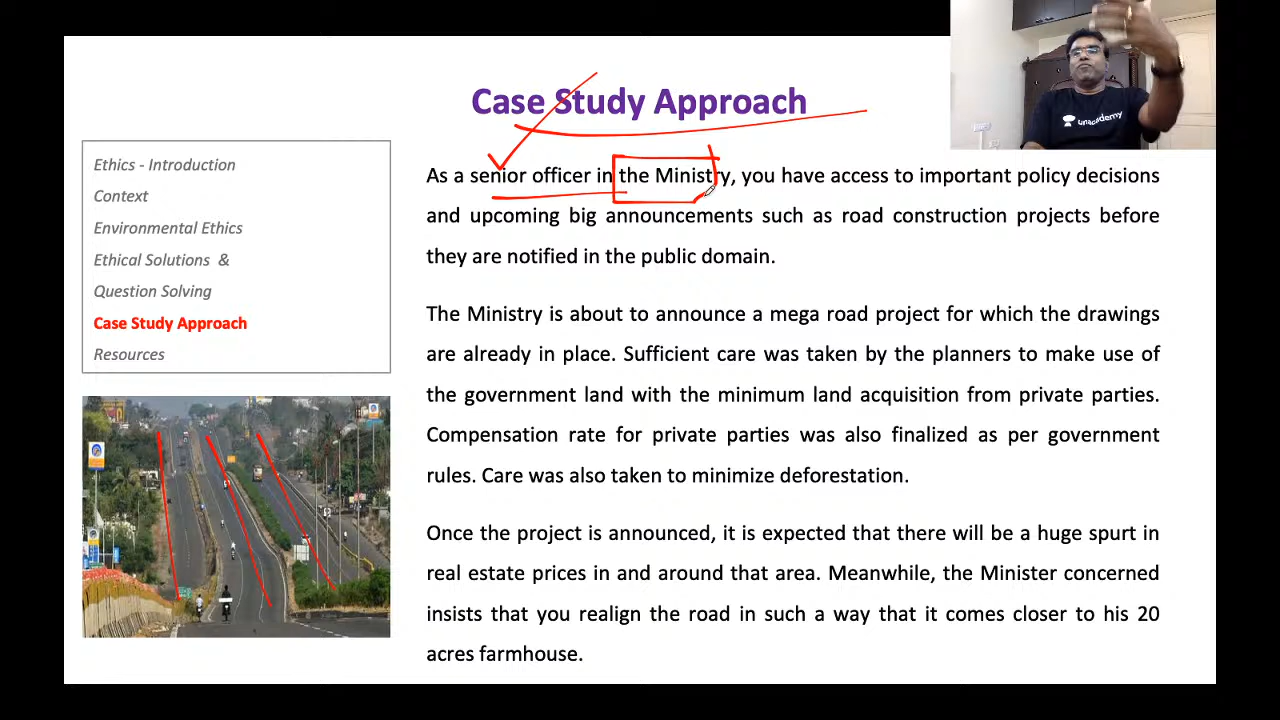 Case Study Approach
unacademy
Ethics - Introduction
Context
Environmental Ethics
Ethical Solutions &
Question Solving
Case Study Approach
Resources
As a senior officer in the Ministry, you have access to important policy decisions
and upcoming big announcements such as road construction projects before
they are notified in the public domain.
The Ministry is about to announce a mega road project for which the drawings
are already in place. Sufficient care was taken by the planners to make use of
the government land with the minimum land acquisition from private parties.
Compensation rate for private parties was also finalized as per government
rules. Care was also taken to minimize deforestation.
Once the project is announced, it is expected that there will be a huge spurt in
real estate prices in and around that area. Meanwhile, the Minister concerned
insists that you realign the road in such a way that it comes closer to his 20
acres farmhouse.